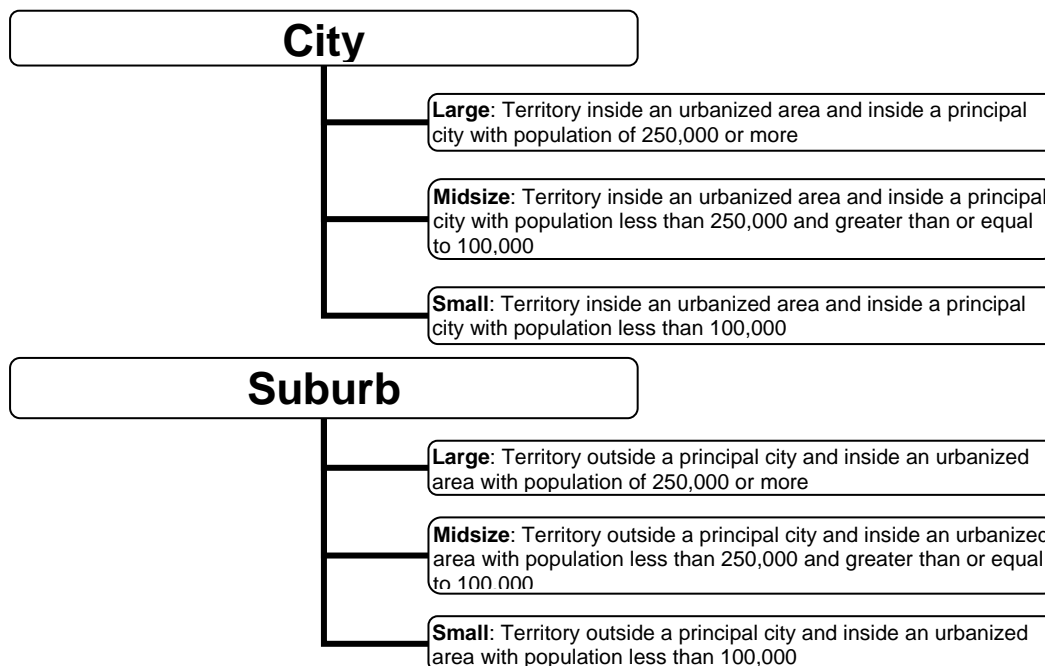 City
Large: Territory inside an urbanized area and inside a principal
city with population of 250,000 or more
Midsize: Territory inside an urbanized area and inside a principal
city with population less than 250,000 and greater than or equal
to 100,000
Small: Territory inside an urbanized area and inside a principal
city with population less than 100,000
Suburb
Large: Territory outside a principal city and inside an urbanized
area with population of 250,000 or more
Midsize: Territory outside a principal city and inside an urbanized
area with population less than 250,000 and greater than or equal
to 100,000
Small: Territory outside a principal city and inside an urbanized
area with population less than 100,000